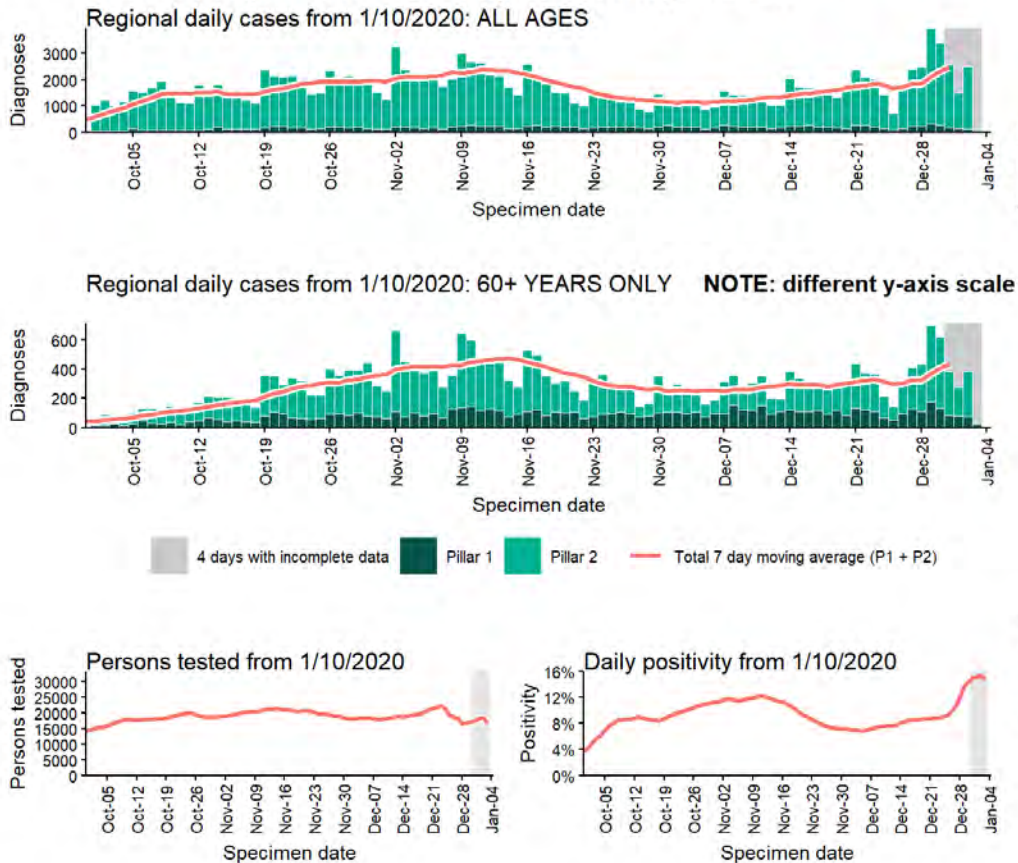 Regional daily cases from 1/10/2020: ALL AGES
Diagnoses
3000
2000
1000
0
Oct-05
Oct-12
Oct-19
Oct-26
Nov-02
Nov-09
Nov-16
Nov-23
Nov-30
Dec-07
Dec-14
Dec-21
Dec-28
Jan-04
Specimen date
Regional daily cases from 1/10/2020: 60+ YEARS ONLY NOTE: different y-axis scale
Diagnoses
600
400
200
0
Oct-05
Oct-12
Oct-19
Oct-26
Nov-02
Nov-09
Nov-16
Nov-23
Nov-30
Dec-07
Dec-14
Dec-21
Dec-28
Jan-04
Specimen date
4 days with incomplete data Pillar 1 Pillar 2 Total 7 day moving average (P1 + P2)
Persons tested from 1/10/2020
Persons tested
30000
25000
20000
15000
10000
5000
0
Oct-05
Oct-12
Oct-19
Oct-26
Nov-02
Nov-09
Nov-16
Nov-23
Nov-30
Dec-07
Dec-14
Dec-21
Dec-28
Jan-04
Specimen date
Daily positivity from 1/10/2020
Positivity
16%
12%
8%
4%
0%
Oct-05
Oct-12
Oct-19
Oct-26
Nov-02
Nov-09
Nov-16
Nov-23
Nov-30
Dec-07
Dec-14
Dec-21
Dec-28
Jan-04
Specimen date